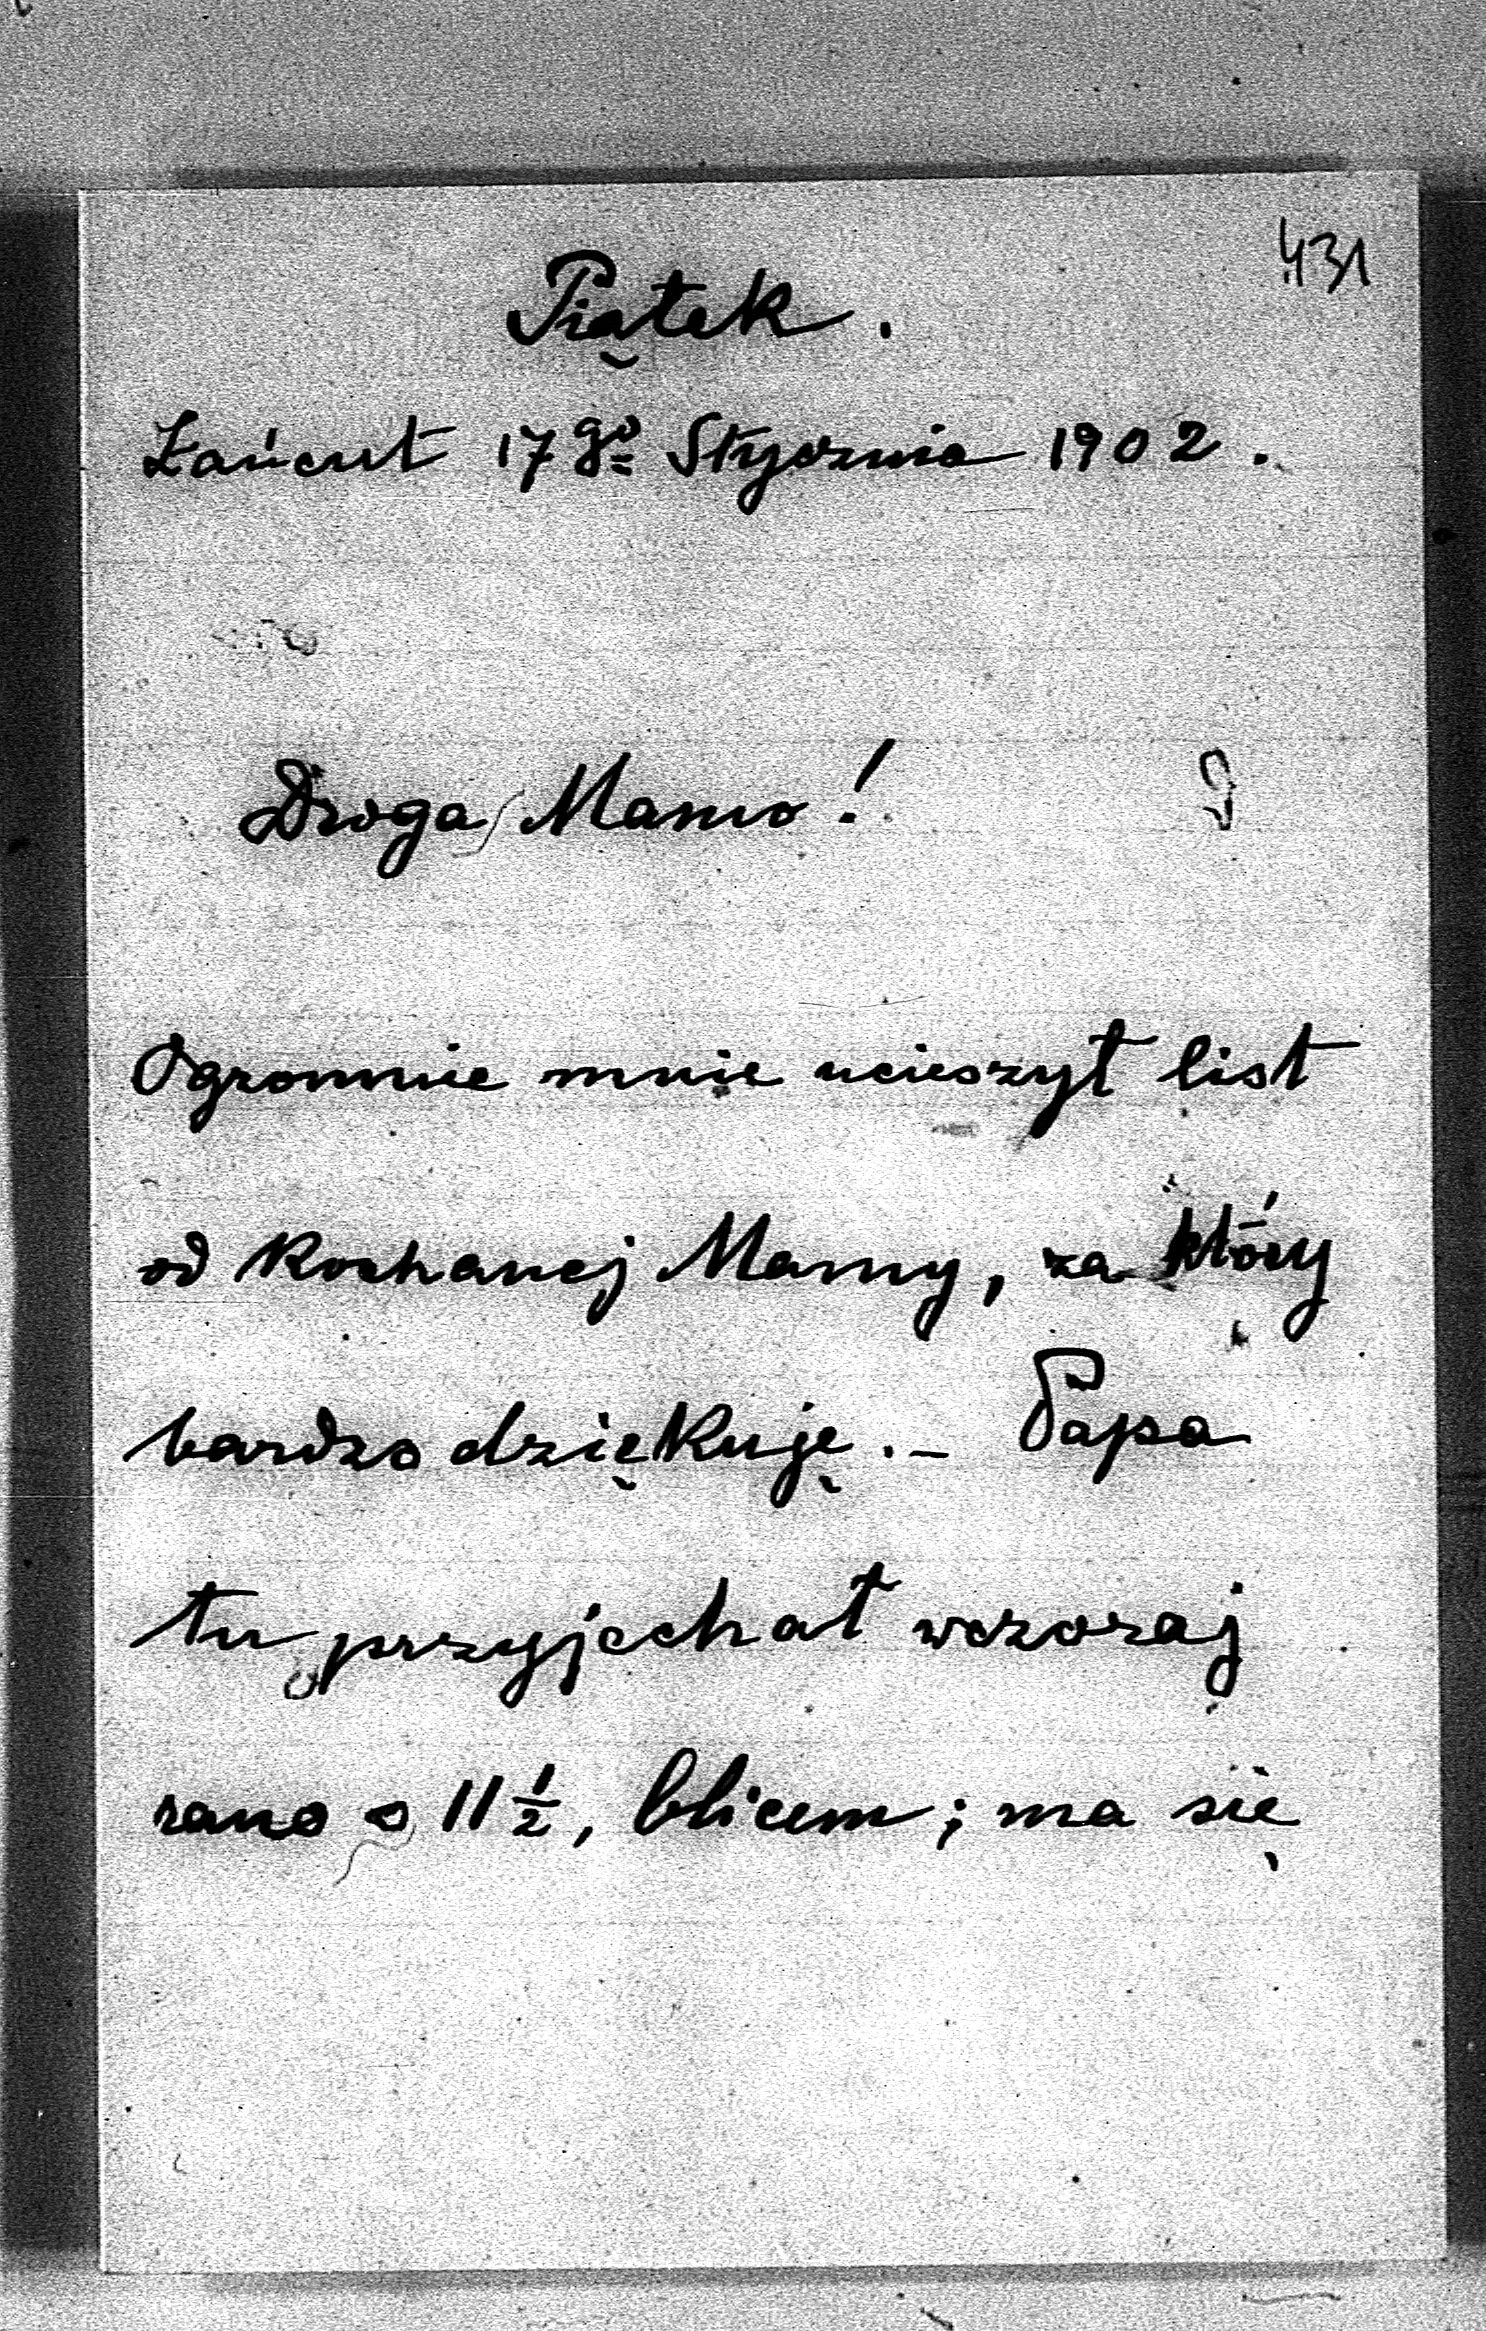 431
Piątek.
Łańcut 17go Stycznia 1902.
Droga Mamo!
Ogromnie mnie ucieszył list
od Kochanej Mamy, za który
bardzo dziękuję. – Papa
tu przyjechał wczoraj
rano o 11½, blicem; ma się